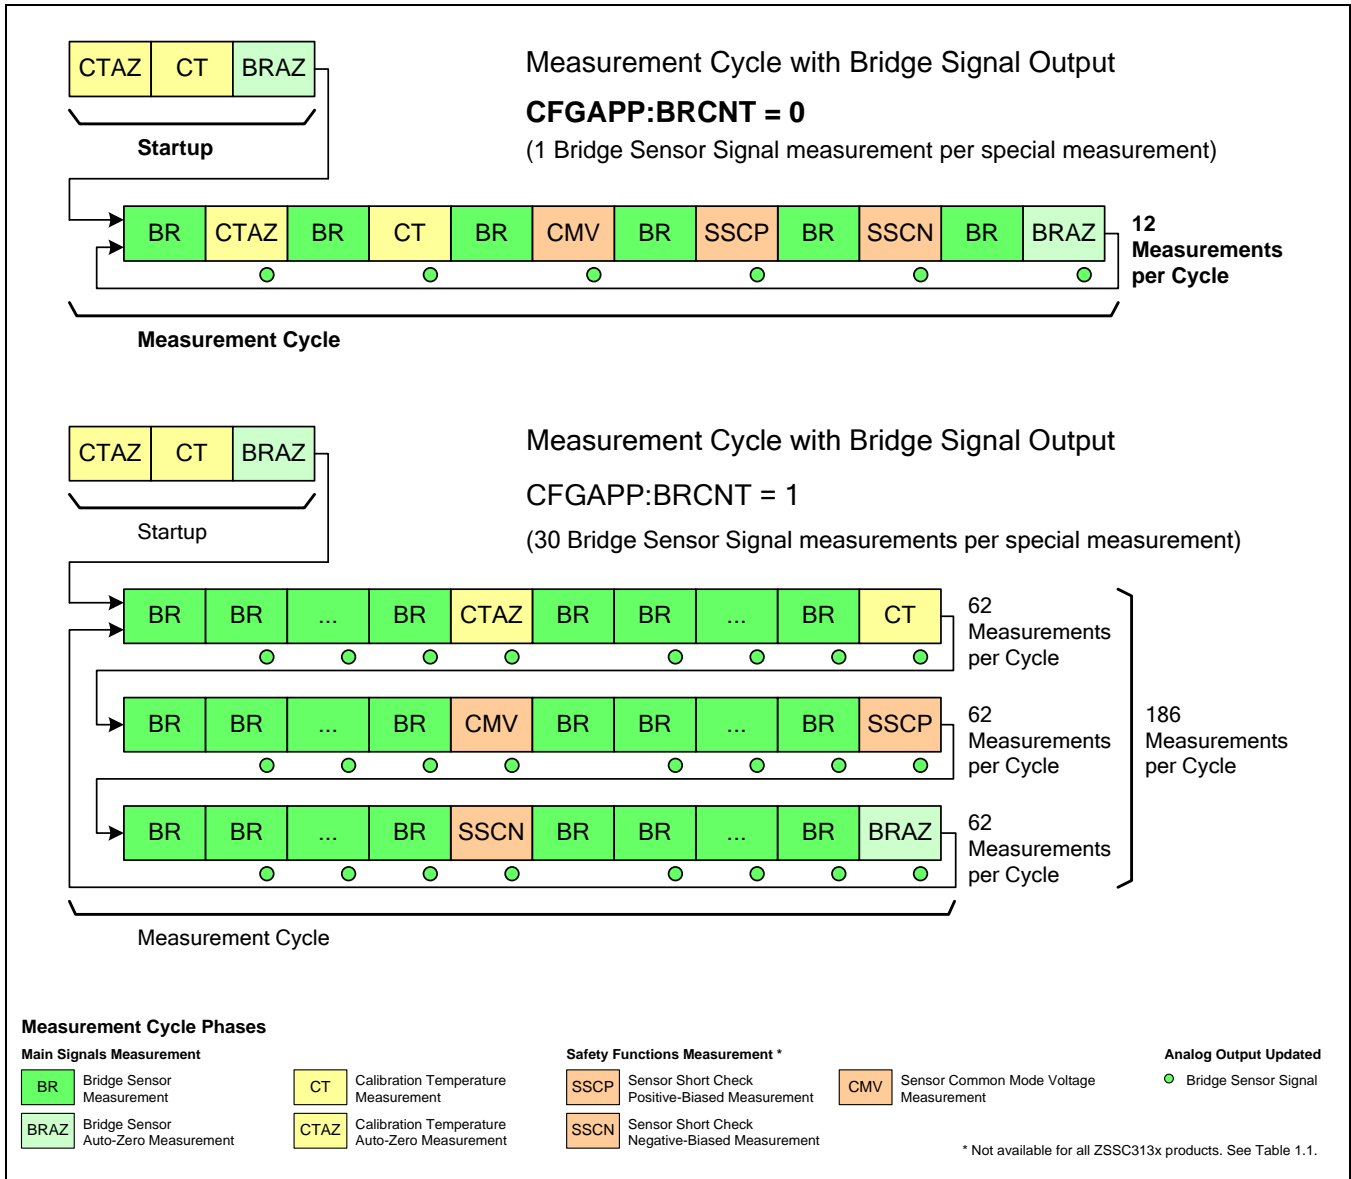 CTAZ CT BRAZ
Startup
Measurement Cycle with Bridge Signal Output
CFGAPP:BRCNT = 0
(1 Bridge Sensor Signal measurement per special measurement)
BR CTAZ BR CT BR CMV BR SSCP BR SSCN BR BRAZ
12
Measurements
per Cycle
Measurement Cycle
CTAZ CT BRAZ
Startup
Measurement Cycle with Bridge Signal Output
CFGAPP:BRCNT = 1
(30 Bridge Sensor Signal measurements per special measurement)
BR BR ... BR CTAZ BR BR ... BR CT
62
Measurements
per Cycle
BR BR ... BR CMV BR BR ... BR SSCP
62
Measurements
per Cycle
BR BR ... BR SSCN BR BR ... BR BRAZ
62
Measurements
per Cycle
186
Measurements
per Cycle
Measurement Cycle
Measurement Cycle Phases
Main Signals Measurement
BR
Bridge Sensor
Measurement
BRAZ
Bridge Sensor
Auto-Zero Measurement
CT
Calibration Temperature
Measurement
CTAZ
Calibration Temperature
Auto-Zero Measurement
Safety Functions Measurement *
SSCP
Sensor Short Check
Positive-Biased Measurement
SSCN
Sensor Short Check
Negative-Biased Measurement
CMV
Sensor Common Mode Voltage
Measurement
Analog Output Updated
Bridge Sensor Signal
* Not available for all ZSSC313x products. See Table 1.1.